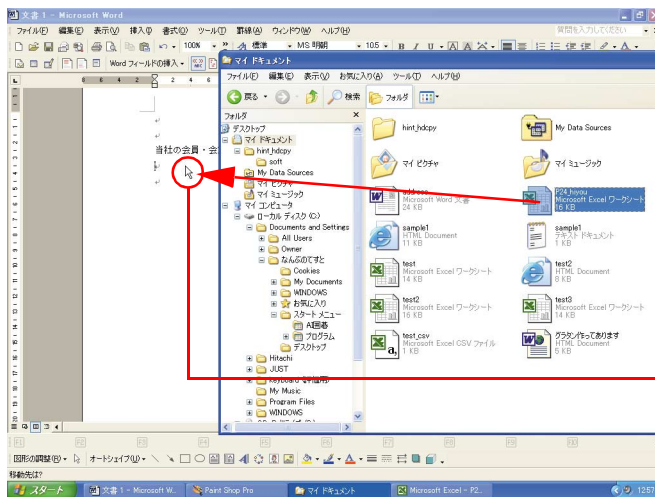 文書 1 - Microsoft Word
ファイル(F) 編集(E) 表示(V) 挿入(I) 書式(O) ツール(T) 罫線(A) ウィンドウ(W) ヘルプ(H)
質問を入力してください
100% 標準 MS 明朝 10.5 B I U A A A
Word フィールドの挿入
8 6 4 2 2 4 6
当社の会員・会
マイ ドキュメント
ファイル(F) 編集(E) 表示(V) お気に入り(A) ツール(T) ヘルプ(H)
戻る 検索 フォルダ
フォルダ ×
デスクトップ
マイ ドキュメント
hint_hdcpy
soft
My Data Sources
マイ ピクチャ
マイ ミュージック
マイ コンピュータ
ローカル ディスク (C:)
Documents and Settings
All Users
Owner
なんぶのてすと
Cookies
My Documents
WINDOWS
お気に入り
スタート メニュー
AI囲碁
プログラム
デスクトップ
Hitachi
JUST
My Music
Program Files
WINDOWS
hint_hdcpy
My Data Sources
マイ ピクチャ
マイ ミュージック
address
Microsoft Word 文書
24 KB
P24_hiyou
Microsoft Excel ワークシート
16 KB
sample1
HTML Document
11 KB
sample1
テキスト ドキュメント
1 KB
test
Microsoft Excel ワークシート
14 KB
test2
HTML Document
8 KB
test2
Microsoft Excel ワークシート
16 KB
test3
Microsoft Excel ワークシート
14 KB
test_csv
Microsoft Excel CSV ファイル
1 KB
グラタン作ってあります
HTML Document
5 KB
図形の調整(R) オートシェイプ(U)
移動先は?
スタート 文書 1 - Microsoft W... Paint Shop Pro マイ ドキュメント Microsoft Excel - P2... 12:57